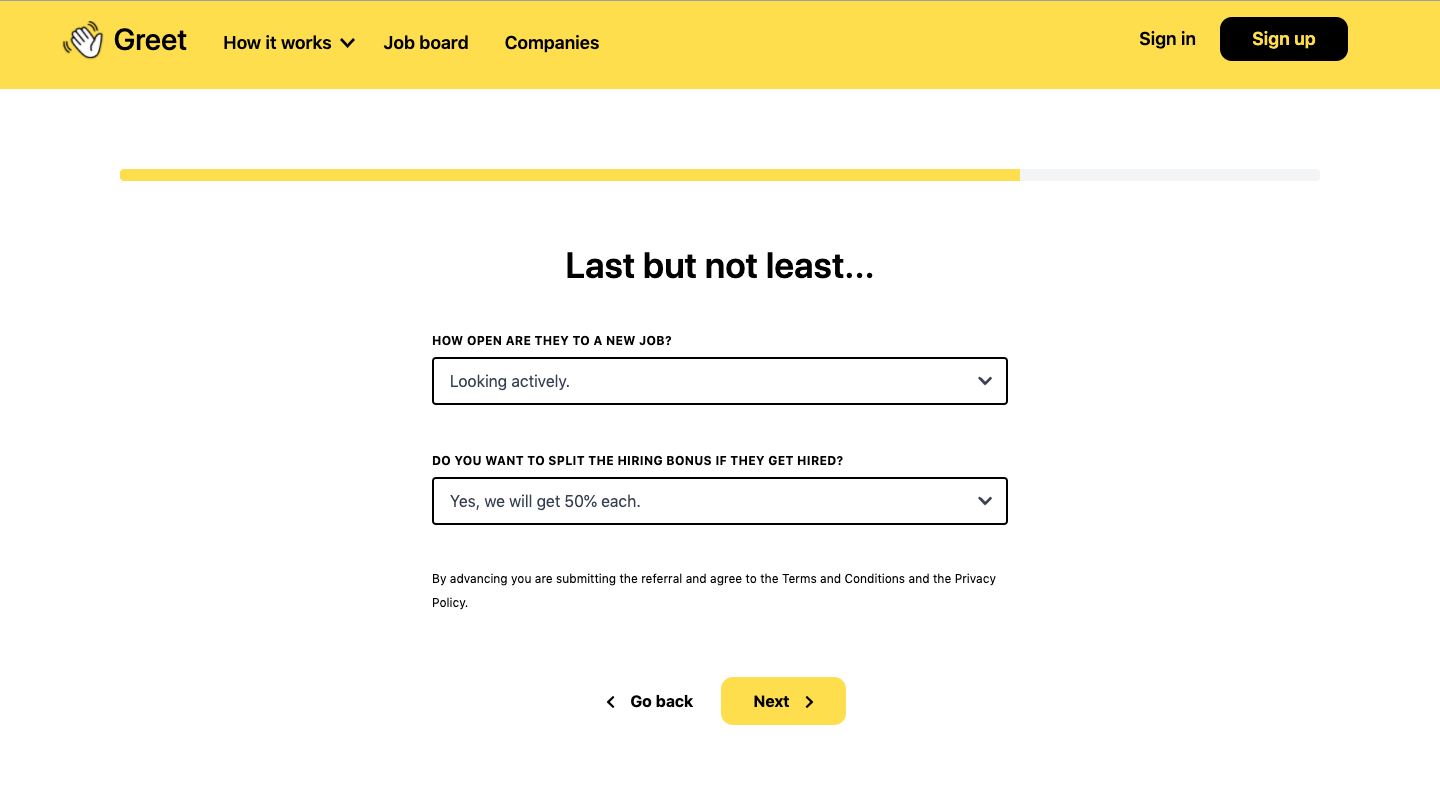 Greet
How it works
Job board
Companies
Sign in
Sign up
Last but not least...
HOW OPEN ARE THEY TO A NEW JOB?
Looking actively.
DO YOU WANT TO SPLIT THE HIRING BONUS IF THEY GET HIRED?
Yes, we will get 50% each.
By advancing you are submitting the referral and agree to the Terms and Conditions and the Privacy
Policy.
Go back
Next